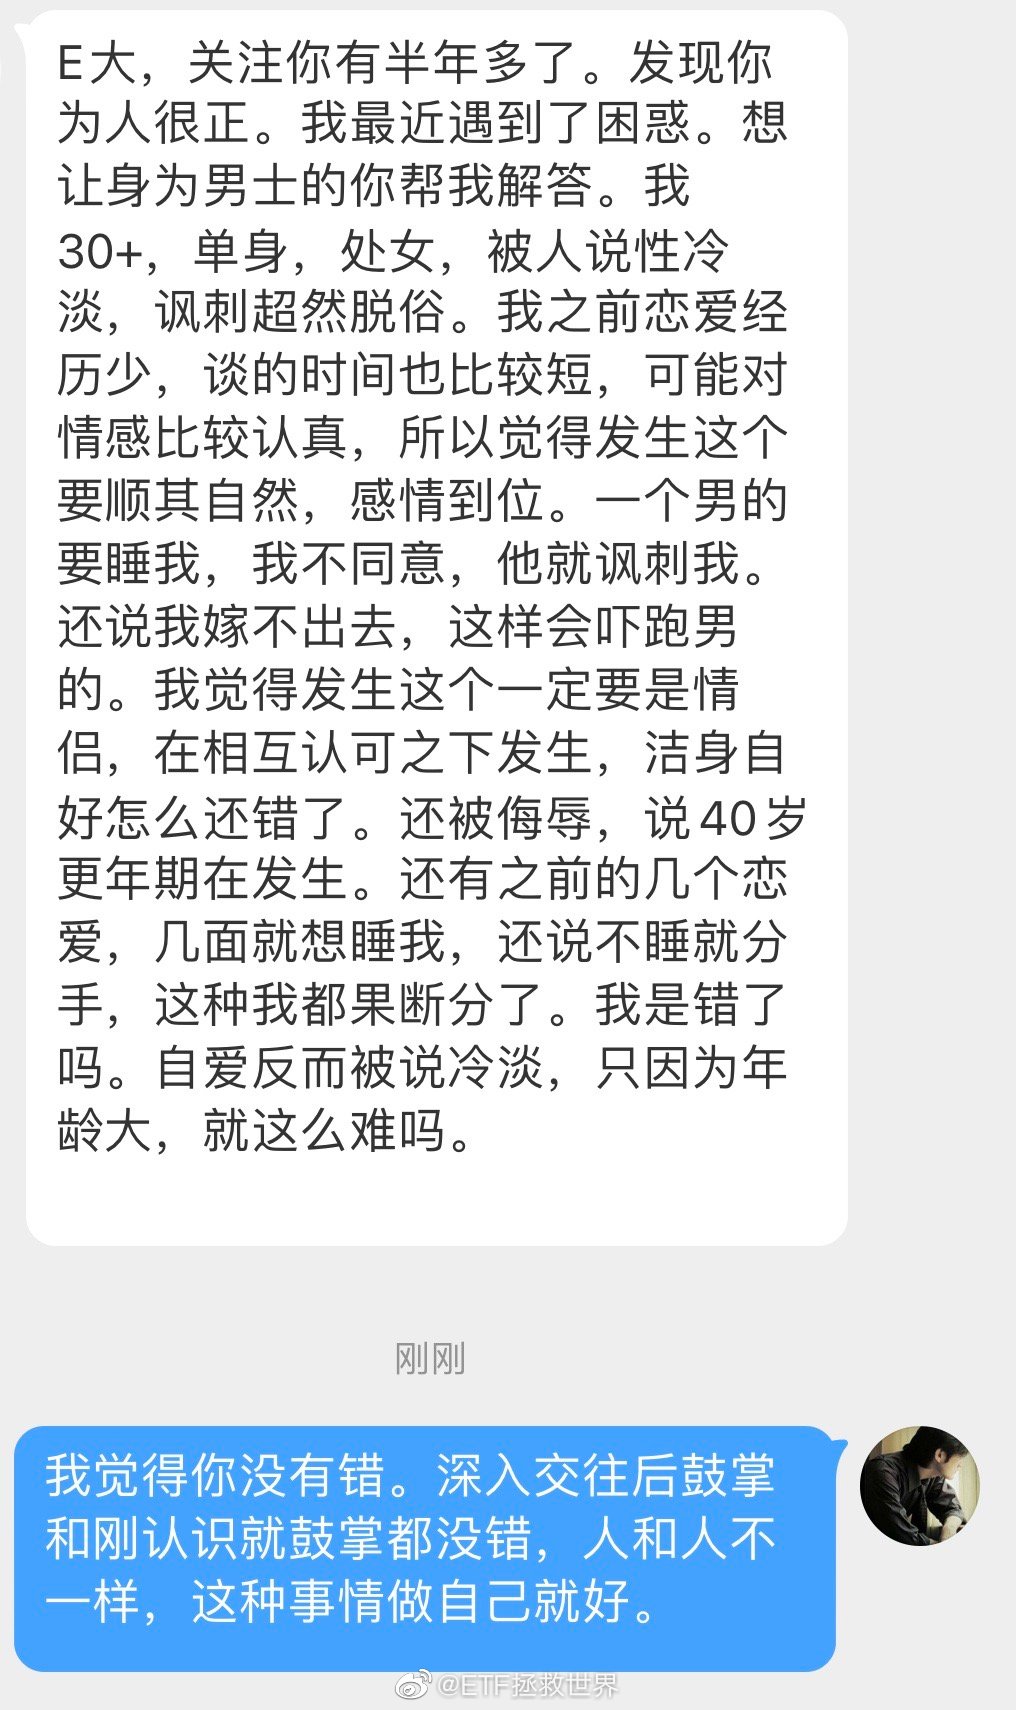 E大，关注你有半年多了。发现你
为人很正。我最近遇到了困惑。想
让身为男士的你帮我解答。我
30+，单身，处女，被人说性冷
淡，讽刺超然脱俗。我之前恋爱经
历少，谈的时间也比较短，可能对
情感比较认真，所以觉得发生这个
要顺其自然，感情到位。一个男的
要睡我，我不同意，他就讽刺我。
还说我嫁不出去，这样会吓跑男
的。我觉得发生这个一定要是情
侣，在相互认可之下发生，洁身自
好怎么还错了。还被侮辱，说40岁
更年期在发生。还有之前的几个恋
爱，几面就想睡我，还说不睡就分
手，这种我都果断分了。我是错了
吗。自爱反而被说冷淡，只因为年
龄大，就这么难吗。
刚刚
我觉得你没有错。深入交往后鼓掌
和刚认识就鼓掌都没错，人和人不
一样，这种事情做自己就好。
@ETF拯救世界